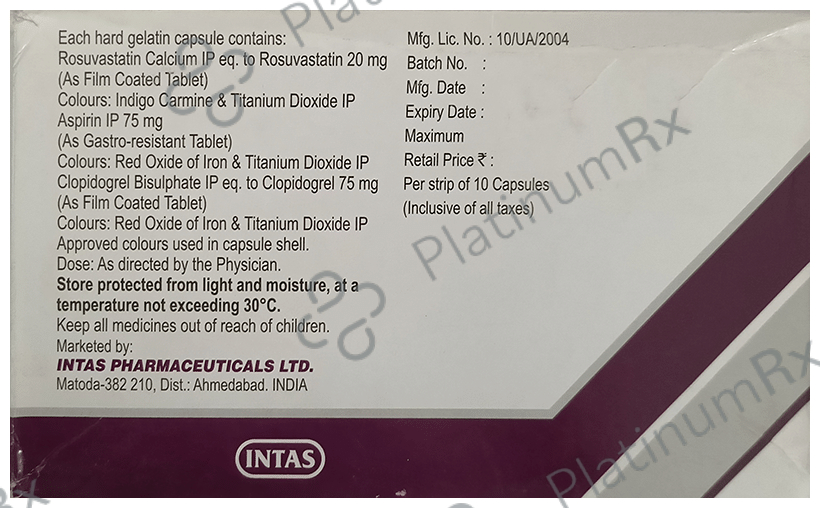 Each hard gelatin capsule contains:
Rosuvastatin Calcium IP eq. to Rosuvastatin 20 mg
(As Film Coated Tablet)
Colours: Indigo Carmine & Titanium Dioxide IP
Aspirin IP 75 mg
(As Gastro-resistant Tablet)
Colours: Red Oxide of Iron & Titanium Dioxide IP
Clopidogrel Bisulphate IP eq. to Clopidogrel 75 mg
(As Film Coated Tablet)
Colours: Red Oxide of Iron & Titanium Dioxide IP
Approved colours used in capsule shell.
Dose: As directed by the Physician.
Store protected from light and moisture, at a
temperature not exceeding 30°C.
Keep all medicines out of reach of children.
Marketed by:
INTAS PHARMACEUTICALS LTD.
Matoda-382 210, Dist.: Ahmedabad. INDIA
Mfg. Lic. No. : 10/UA/2004
Batch No. :
Mfg. Date :
Expiry Date :
Maximum
Retail Price ₹ :
Per strip of 10 Capsules
(Inclusive of all taxes)
INTAS
PlatinumRx
PlatinumRx
PlatinumRx
Rx